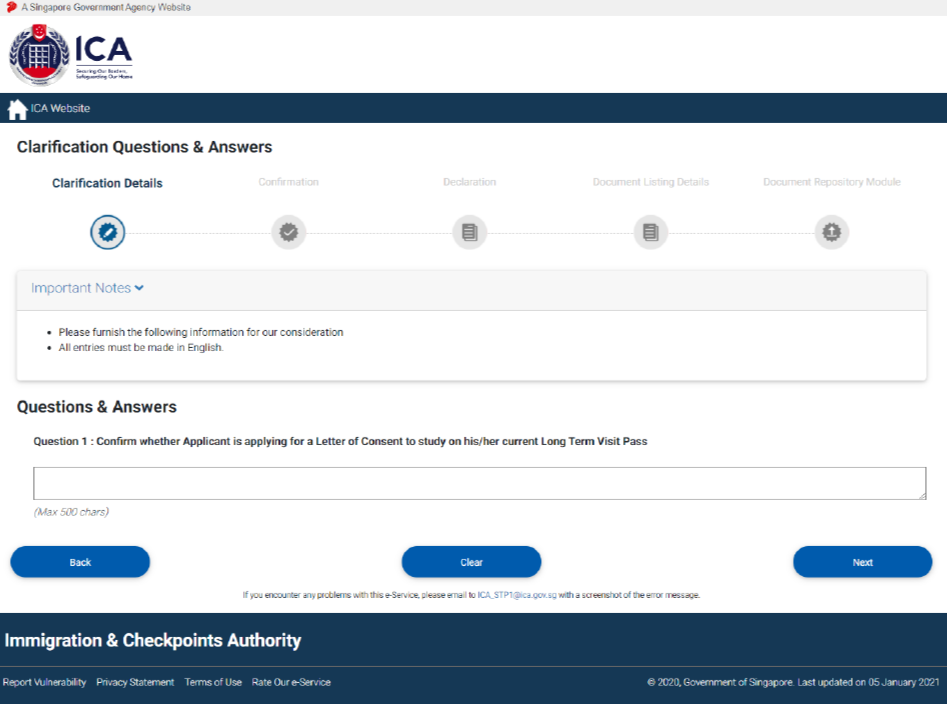 A Singapore Government Agency Website
ICA
Securing Our Borders,
Safeguarding Our Home
ICA Website
Clarification Questions & Answers
Clarification Details
Confirmation
Declaration
Document Listing Details
Document Repository Module
Important Notes
Please furnish the following information for our consideration
All entries must be made in English.
Questions & Answers
Question 1 : Confirm whether Applicant is applying for a Letter of Consent to study on his/her current Long Term Visit Pass
(Max 500 chars)
Back
Clear
Next
If you encounter any problems with this e-Service, please email to ICA_STP1@ica.gov.sg with a screenshot of the error message.
Immigration & Checkpoints Authority
Report Vulnerability Privacy Statement Terms of Use Rate Our e-Service
© 2020, Government of Singapore. Last updated on 05 January 2021